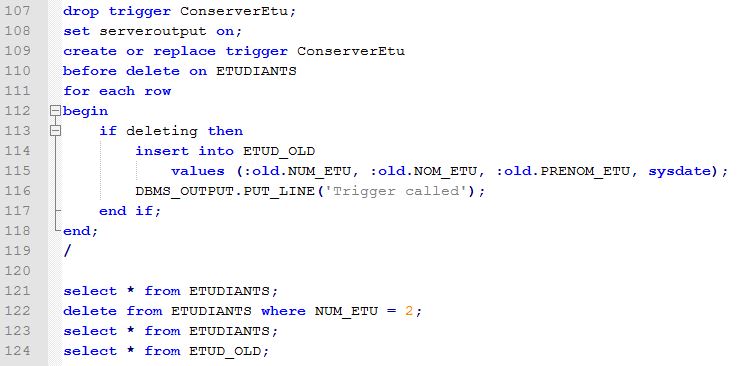 107 drop trigger ConserverEtu;
108 set serveroutput on;
109 create or replace trigger ConserverEtu
110 before delete on ETUDIANTS
111 for each row
112 begin
113     if deleting then
114         insert into ETUD_OLD
115             values (:old.NUM_ETU, :old.NOM_ETU, :old.PRENOM_ETU, sysdate);
116         DBMS_OUTPUT.PUT_LINE('Trigger called');
117     end if;
118 end;
119 /
120
121 select * from ETUDIANTS;
122 delete from ETUDIANTS where NUM_ETU = 2;
123 select * from ETUDIANTS;
124 select * from ETUD_OLD;